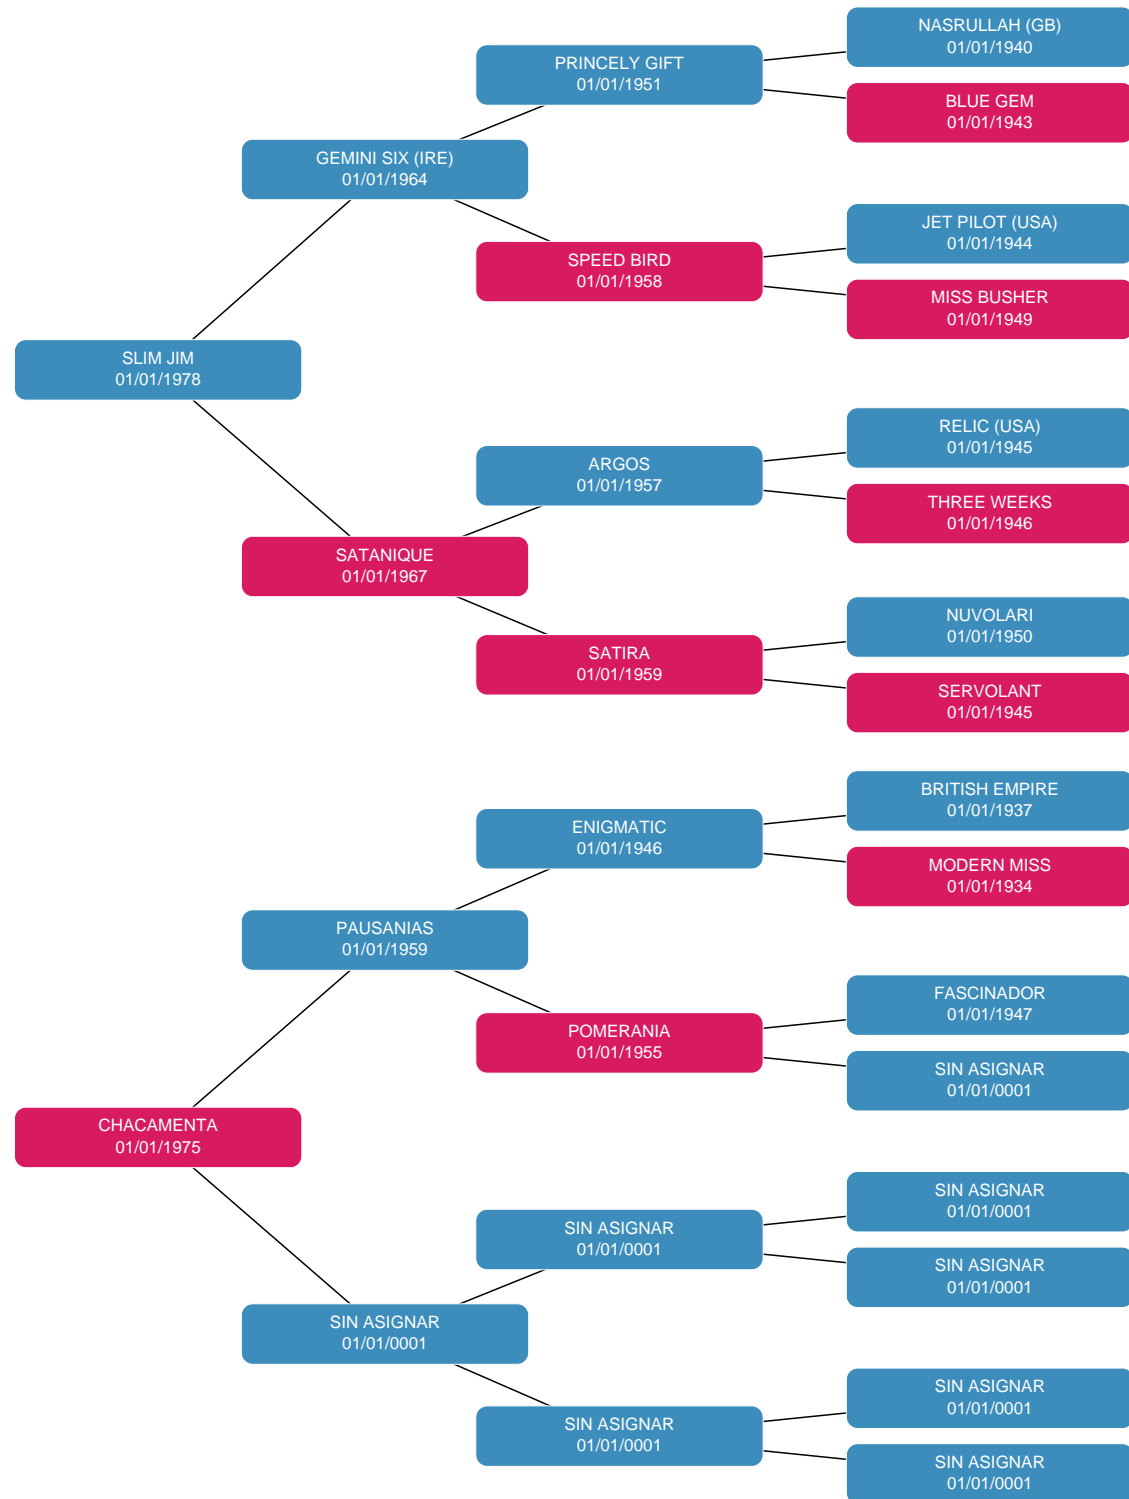 NASRULLAH (GB)
01/01/1940
PRINCELY GIFT
01/01/1951
BLUE GEM
01/01/1943
GEMINI SIX (IRE)
01/01/1964
JET PILOT (USA)
01/01/1944
SPEED BIRD
01/01/1958
MISS BUSHER
01/01/1949
SLIM JIM
01/01/1978
RELIC (USA)
01/01/1945
ARGOS
01/01/1957
THREE WEEKS
01/01/1946
SATANIQUE
01/01/1967
NUVOLARI
01/01/1950
SATIRA
01/01/1959
SERVOLANT
01/01/1945
BRITISH EMPIRE
01/01/1937
ENIGMATIC
01/01/1946
MODERN MISS
01/01/1934
PAUSANIAS
01/01/1959
FASCINADOR
01/01/1947
POMERANIA
01/01/1955
SIN ASIGNAR
01/01/0001
CHACAMENTA
01/01/1975
SIN ASIGNAR
01/01/0001
SIN ASIGNAR
01/01/0001
SIN ASIGNAR
01/01/0001
SIN ASIGNAR
01/01/0001
SIN ASIGNAR
01/01/0001
SIN ASIGNAR
01/01/0001
SIN ASIGNAR
01/01/0001